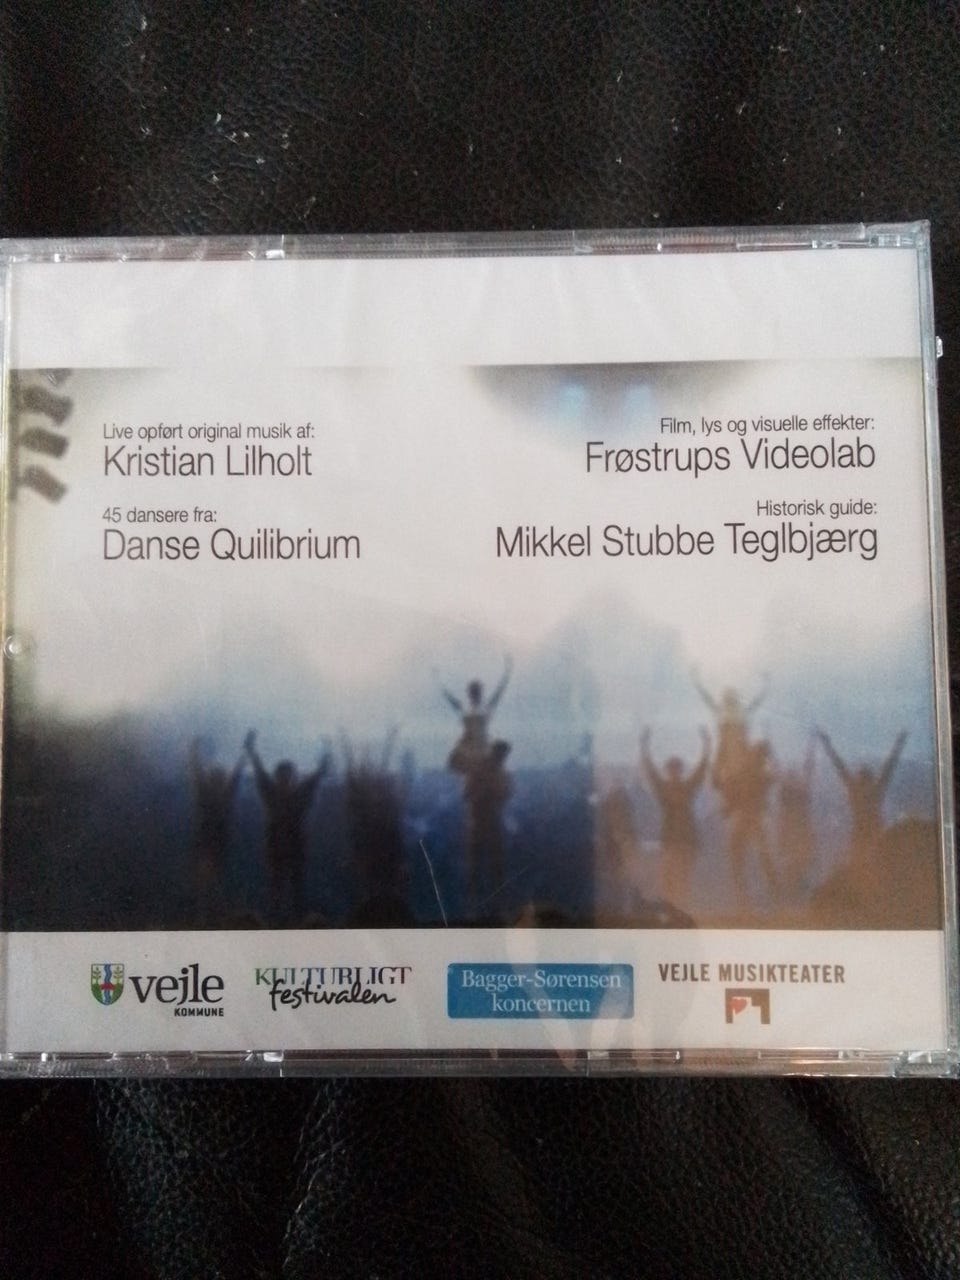 Live opført original musik af:
Kristian Lilholt
45 dansere fra:
Danse Quilibrium
Film, lys og visuelle effekter:
Frøstrups Videolab
Historisk guide:
Mikkel Stubbe Teglbjærg
vejle
KOMMUNE
KULTURLIGT
festivalen
Bagger-Sørensen
koncernen
VEJLE MUSIKTEATER